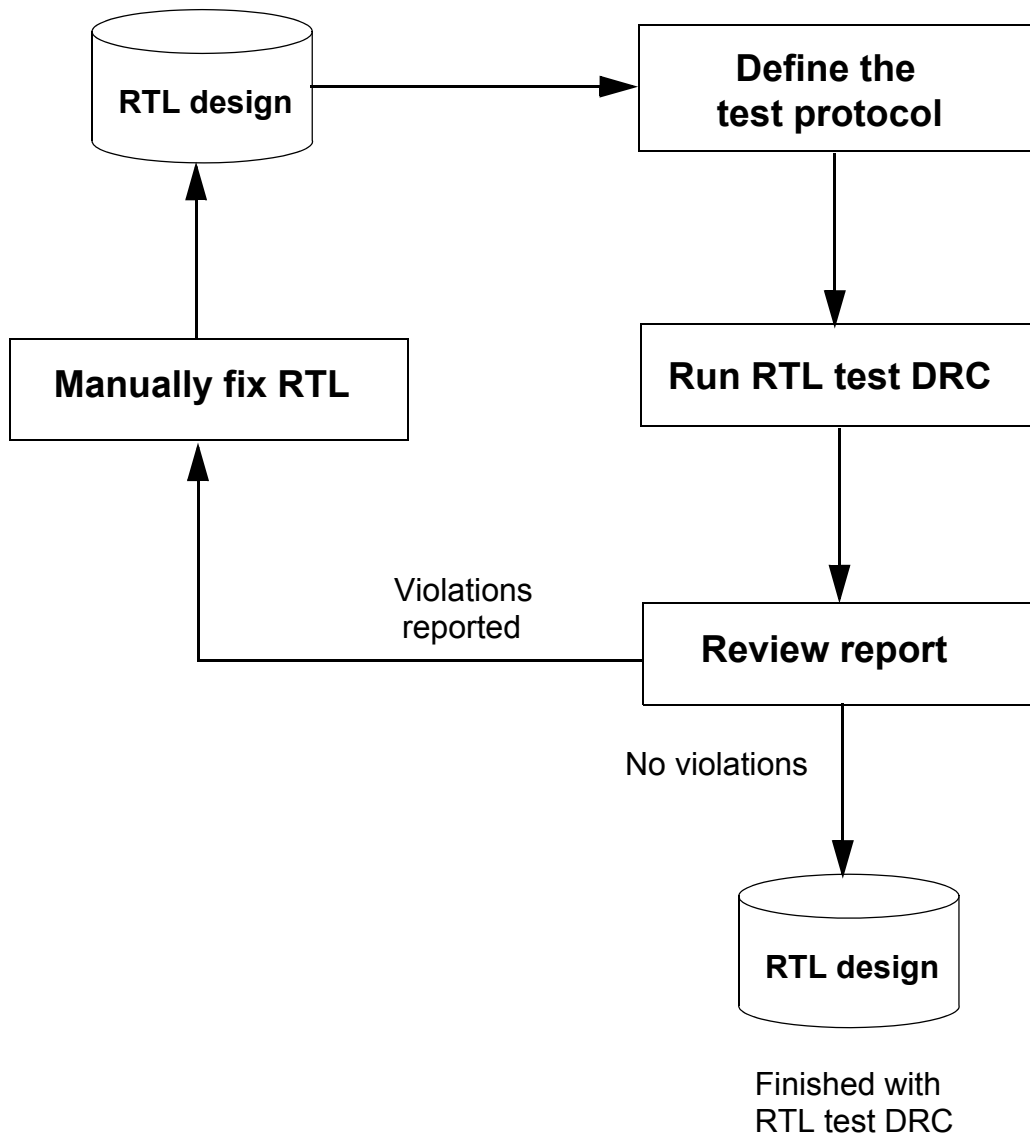 RTL design
Define the
test protocol
Manually fix RTL
Run RTL test DRC
Violations
reported
Review report
No violations
RTL design
Finished with
RTL test DRC